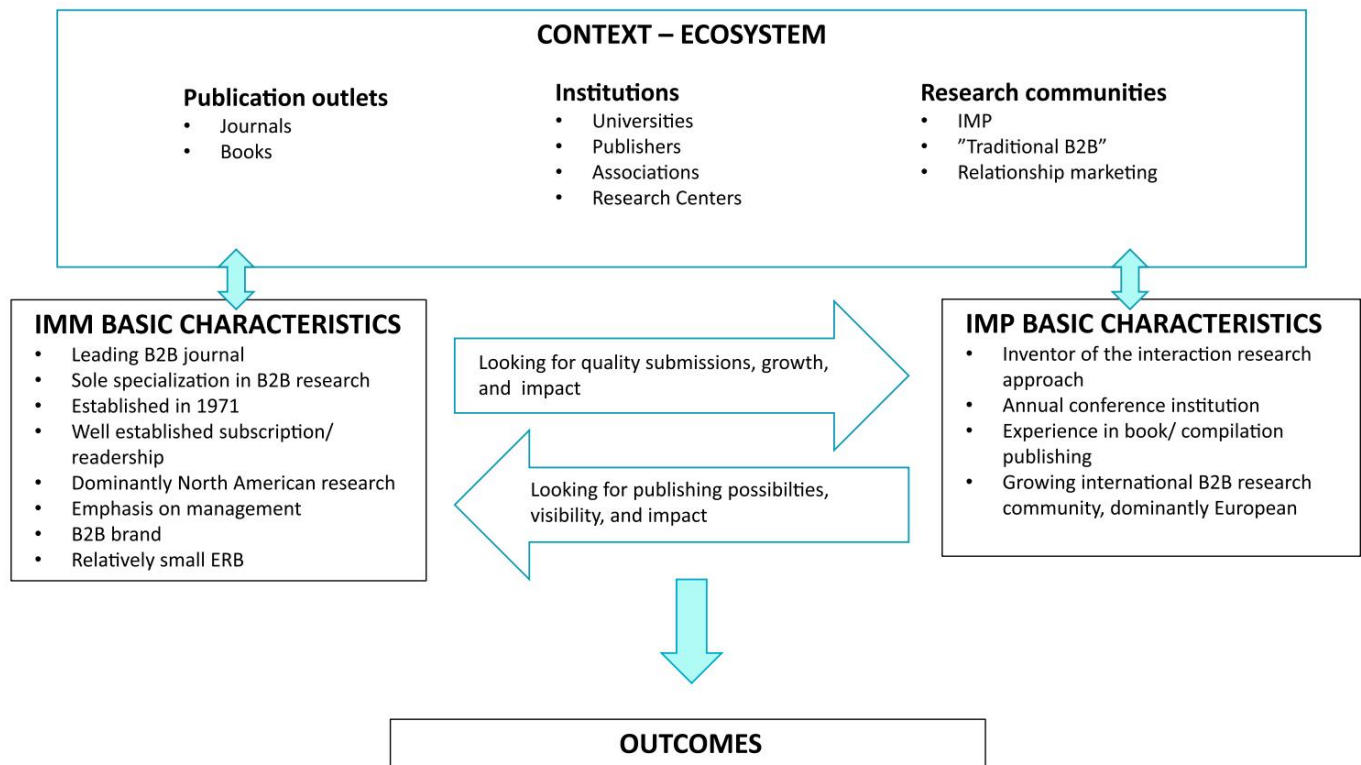 CONTEXT – ECOSYSTEM
Publication outlets
• Journals
• Books
Institutions
• Universities
• Publishers
• Associations
• Research Centers
Research communities
• IMP
• ”Traditional B2B”
• Relationship marketing
IMM BASIC CHARACTERISTICS
• Leading B2B journal
• Sole specialization in B2B research
• Established in 1971
• Well established subscription/
readership
• Dominantly North American research
• Emphasis on management
• B2B brand
• Relatively small ERB
Looking for quality submissions, growth,
and impact
Looking for publishing possibilties,
visibility, and impact
IMP BASIC CHARACTERISTICS
• Inventor of the interaction research
approach
• Annual conference institution
• Experience in book/ compilation
publishing
• Growing international B2B research
community, dominantly European
OUTCOMES